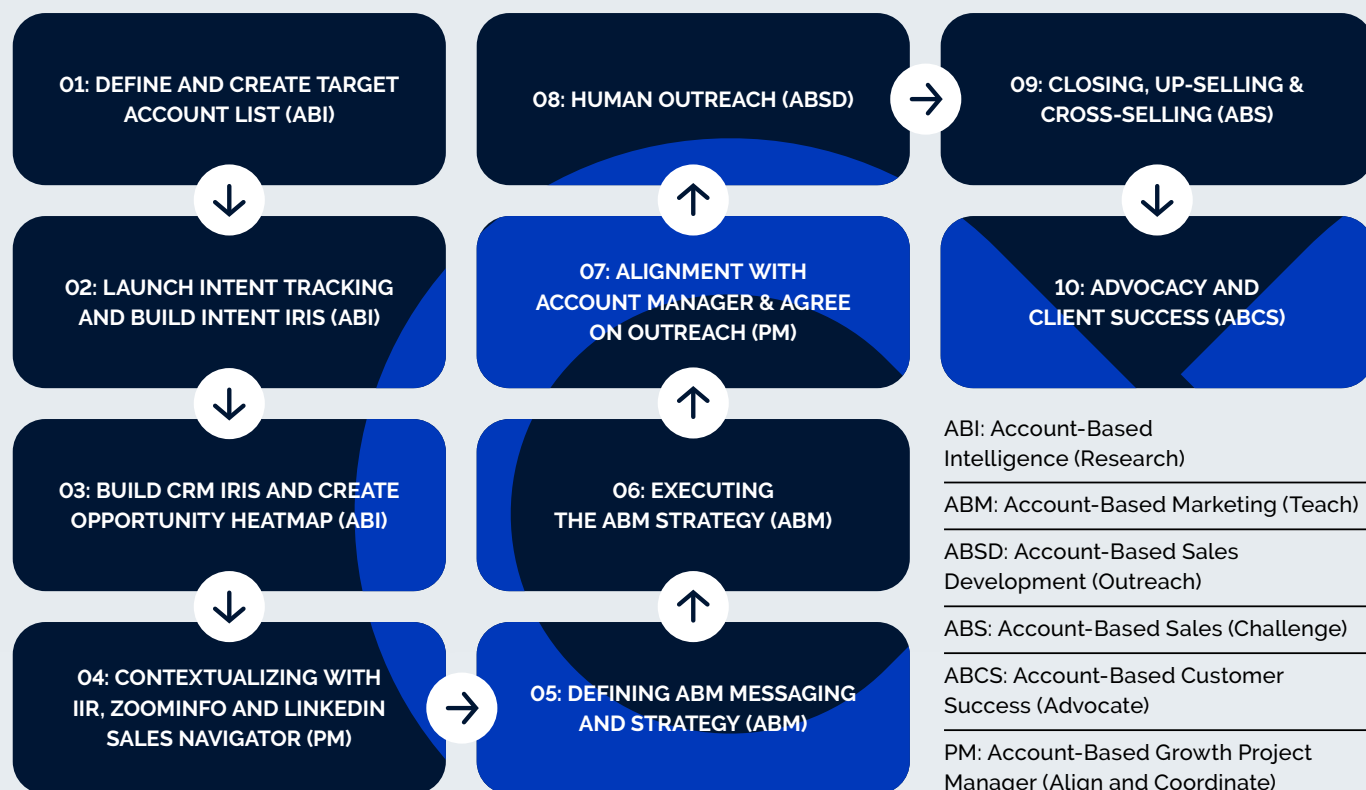 01: DEFINE AND CREATE TARGET
ACCOUNT LIST (ABI)
02: LAUNCH INTENT TRACKING
AND BUILD INTENT IRIS (ABI)
03: BUILD CRM IRIS AND CREATE
OPPORTUNITY HEATMAP (ABI)
04: CONTEXTUALIZING WITH
IIR, ZOOMINFO AND LINKEDIN
SALES NAVIGATOR (PM)
05: DEFINING ABM MESSAGING
AND STRATEGY (ABM)
06: EXECUTING
THE ABM STRATEGY (ABM)
07: ALIGNMENT WITH
ACCOUNT MANAGER & AGREE
ON OUTREACH (PM)
08: HUMAN OUTREACH (ABSD)
09: CLOSING, UP-SELLING &
CROSS-SELLING (ABS)
10: ADVOCACY AND
CLIENT SUCCESS (ABCS)
ABI: Account-Based
Intelligence (Research)
ABM: Account-Based Marketing (Teach)
ABSD: Account-Based Sales
Development (Outreach)
ABS: Account-Based Sales (Challenge)
ABCS: Account-Based Customer
Success (Advocate)
PM: Account-Based Growth Project
Manager (Align and Coordinate)